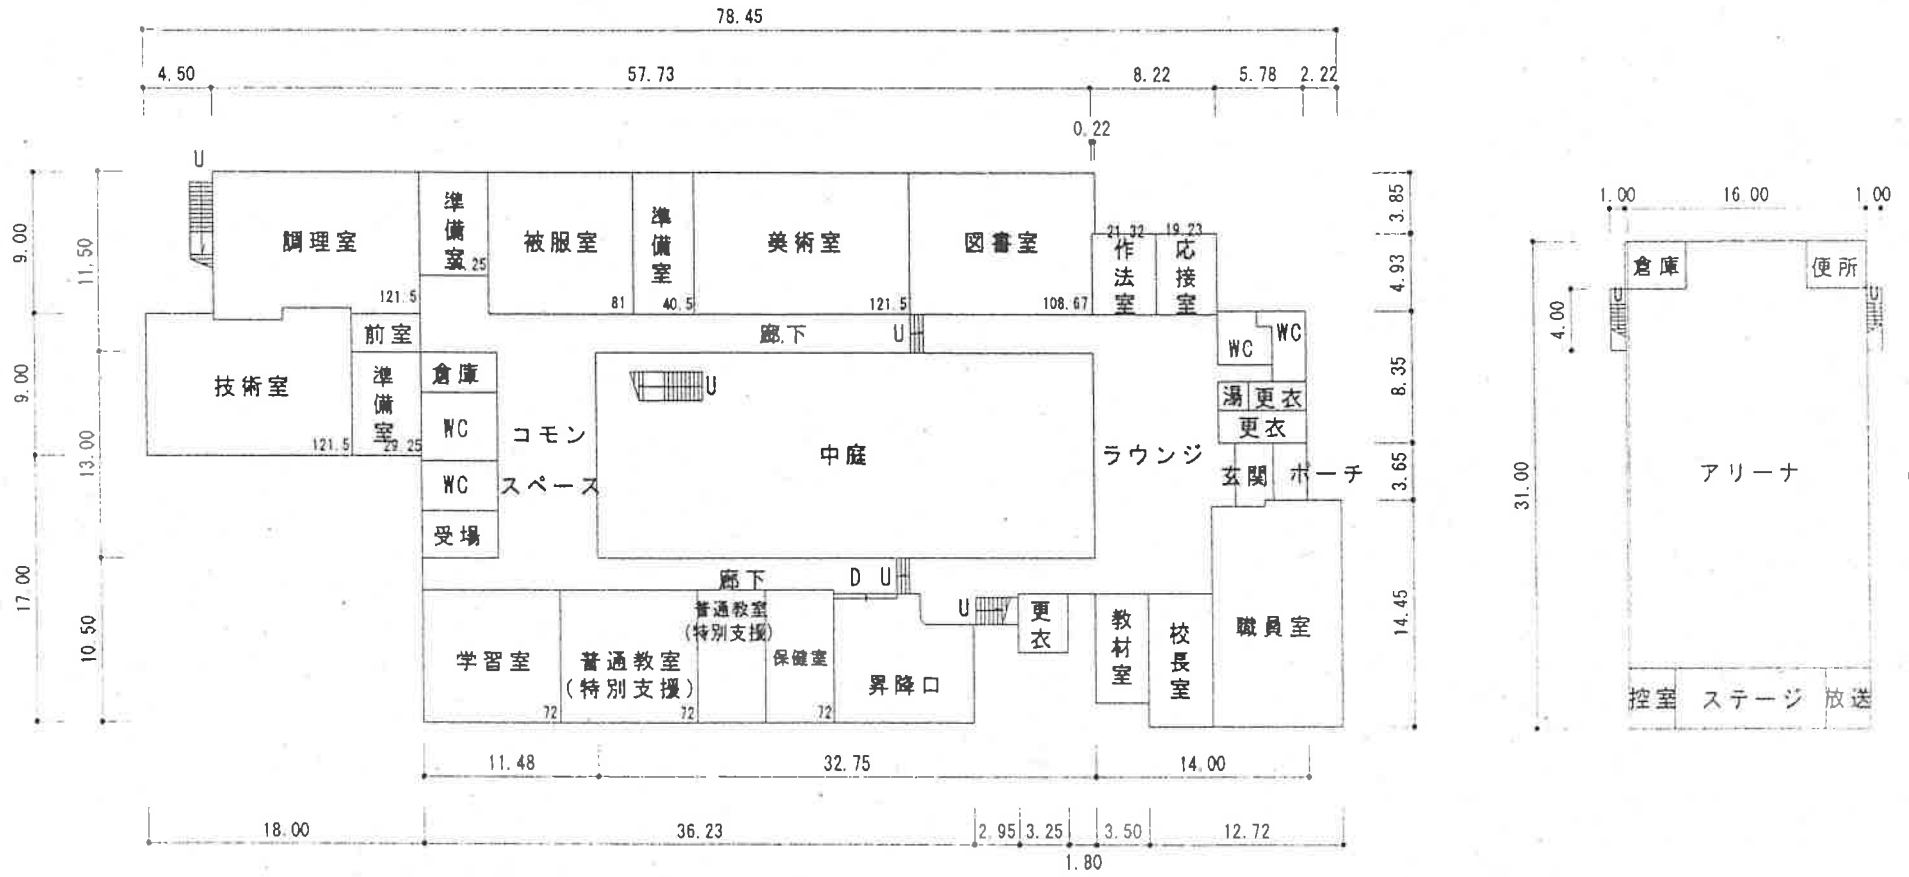 78.45
4.50 57.73 8.22 5.78 2.22
0.22
U
9.00
11.50
9.00
13.00
17.00
10.50
調理室
121.5
準備室
25
被服室
81
準備室
40.5
美術室
121.5
図書室
108.67
21.32
作法室
19.23
応接室
3.85
4.93
8.35
3.65
14.45
技術室
121.5
前室
準備室
29.25
倉庫
WC
WC
受場
コモン
スペース
廊下
U
U
中庭
ラウンジ
WC
WC
湯
更衣
更衣
玄関
ポーチ
廊下
D U
U
学習室
72
普通教室
(特別支援)
72
普通教室
(特別支援)
保健室
72
昇降口
更衣
教材室
校長室
職員室
11.48 32.75 14.00
18.00 36.23 2.95 3.25 3.50 12.72
1.80
1.00 16.00 1.00
倉庫
便所
U
U
4.00
31.00
アリーナ
控室
ステージ
放送